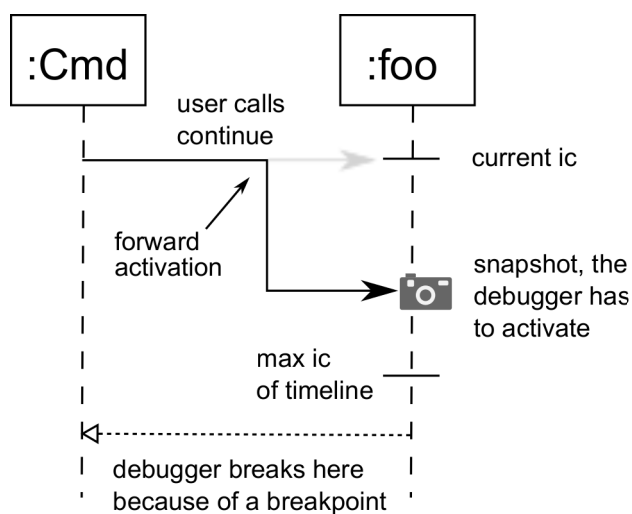 :Cmd
:foo
user calls
continue
current ic
forward
activation
snapshot, the
debugger has
to activate
max ic
of timeline
debugger breaks here
because of a breakpoint